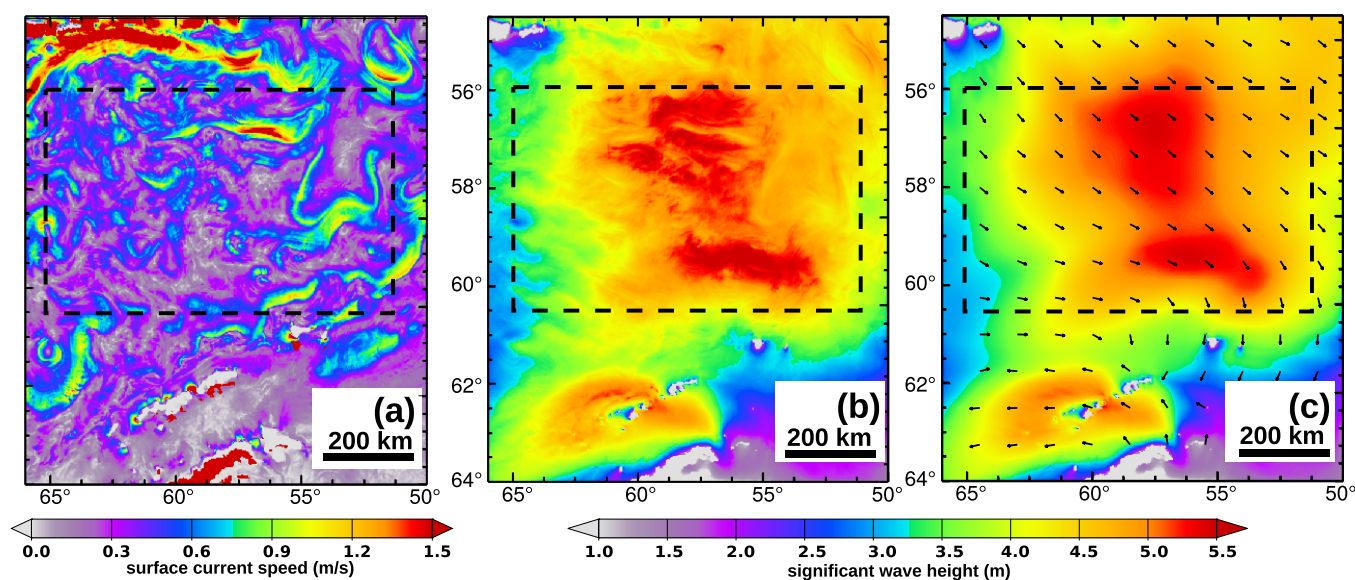 56°
58°
60°
62°
64°
56°
58°
60°
62°
64°
(a)
200 km
(b)
200 km
(c)
200 km
65°
60°
55°
50°
65°
60°
55°
50°
65°
60°
55°
50°
0.0 0.3 0.6 0.9 1.2 1.5
surface current speed (m/s)
1.0 1.5 2.0 2.5 3.0 3.5 4.0 4.5 5.0 5.5
significant wave height (m)